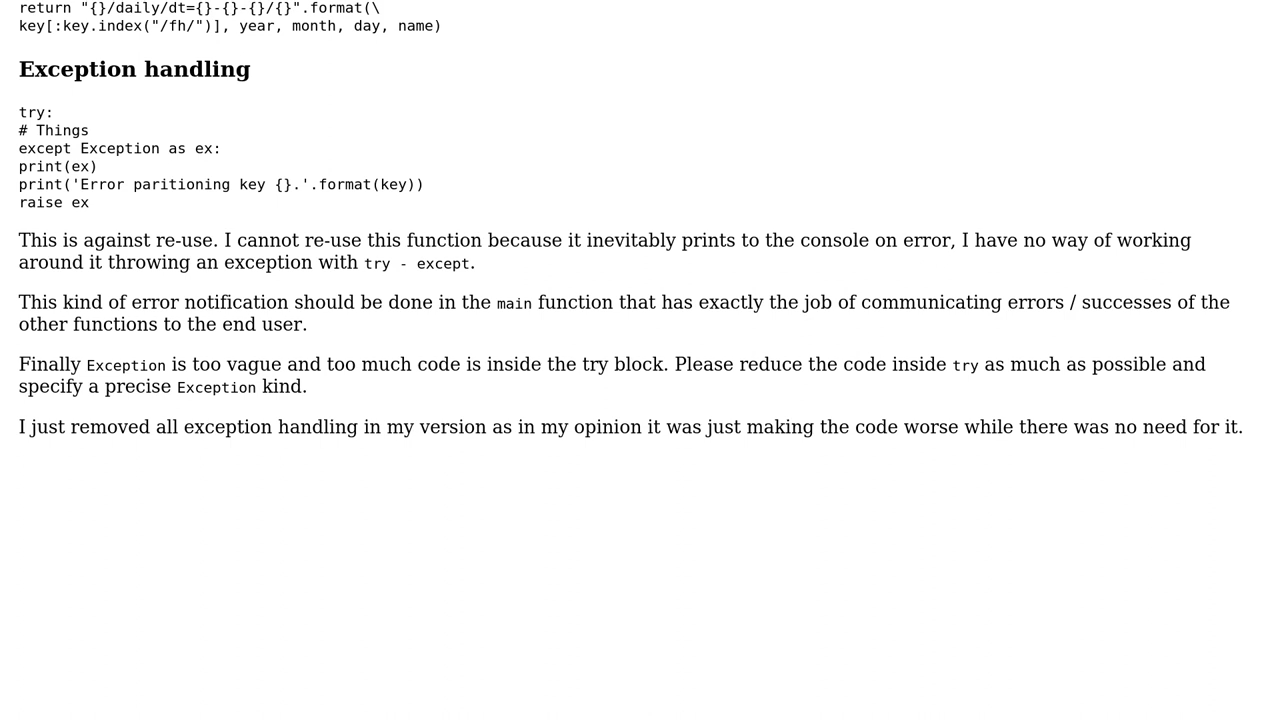 return "{}/daily/dt={}-{}-{}/{}".format(\
key[:key.index("/fh/")], year, month, day, name)
Exception handling
try:
# Things
except Exception as ex:
print(ex)
print('Error paritioning key {}.'.format(key))
raise ex
This is against re-use. I cannot re-use this function because it inevitably prints to the console on error, I have no way of working
around it throwing an exception with try - except.
This kind of error notification should be done in the main function that has exactly the job of communicating errors / successes of the
other functions to the end user.
Finally Exception is too vague and too much code is inside the try block. Please reduce the code inside try as much as possible and
specify a precise Exception kind.
I just removed all exception handling in my version as in my opinion it was just making the code worse while there was no need for it.